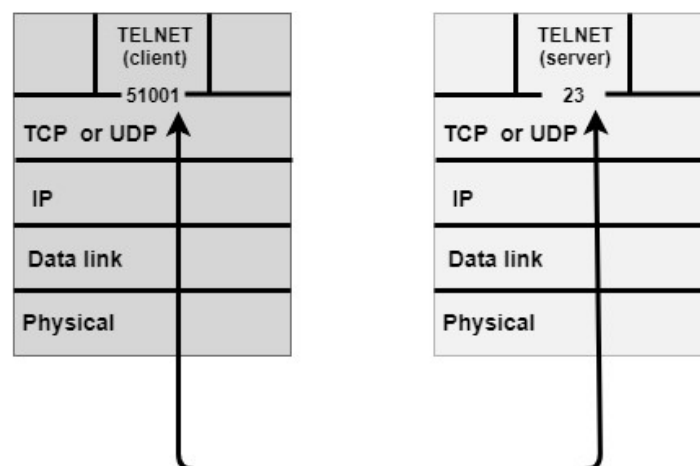 TELNET
(client)
51001
TCP or UDP
IP
Data link
Physical
TELNET
(server)
23
TCP or UDP
IP
Data link
Physical